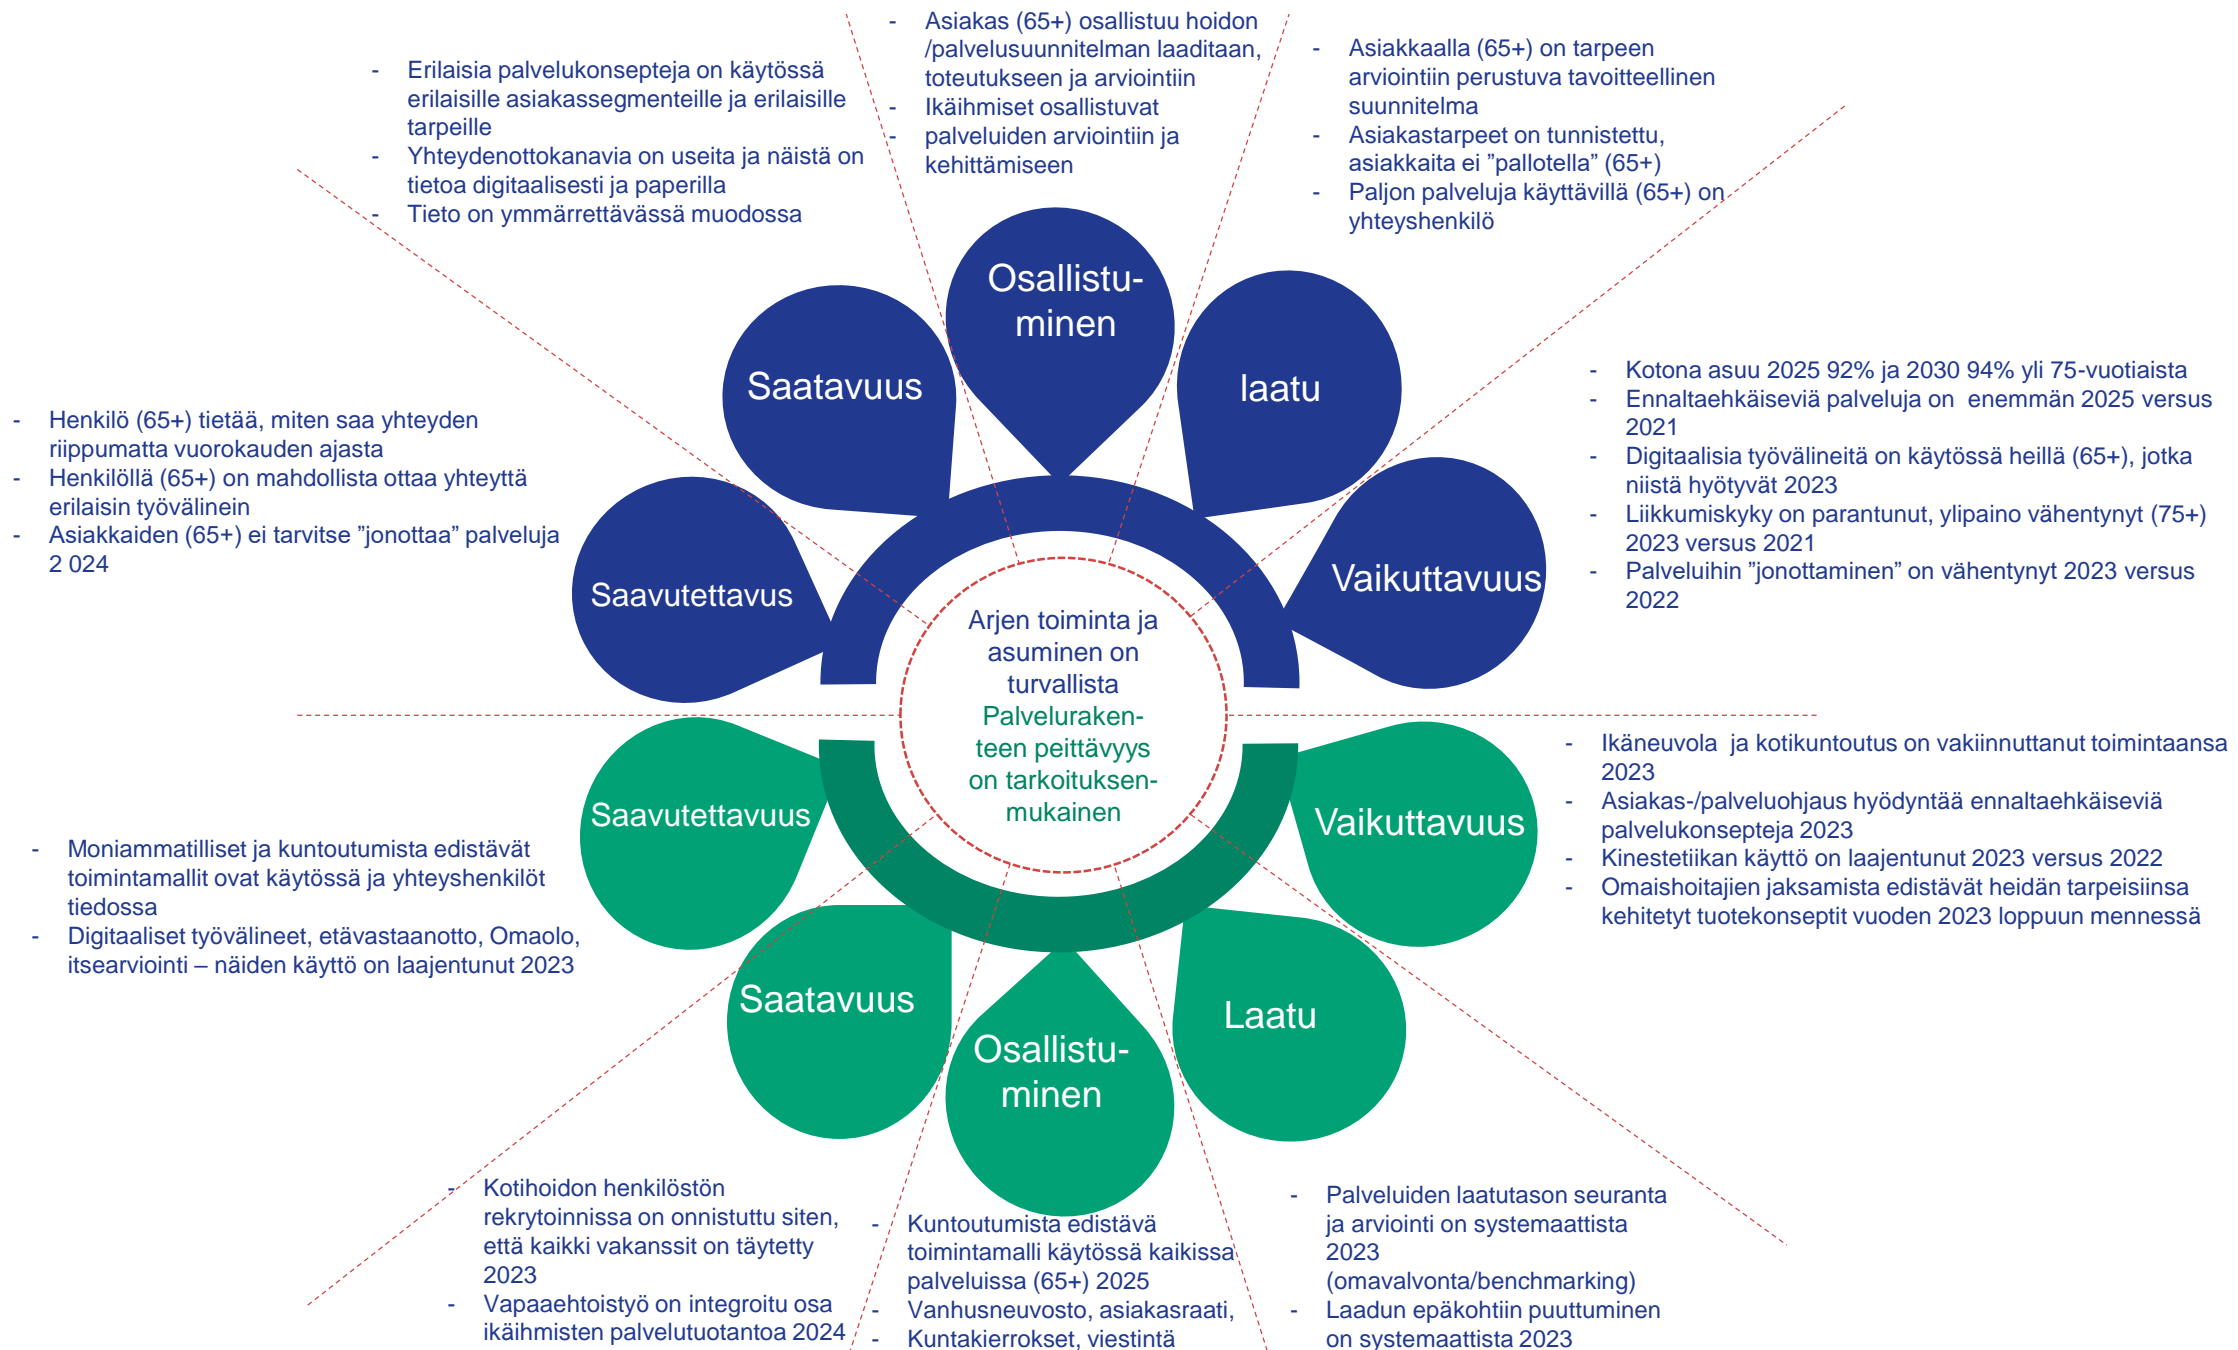 - Asiakas (65+) osallistuu hoidon
/palvelusuunnitelman laaditaan,
toteutukseen ja arviointiin
- Ikäihmiset osallistuvat
- palveluiden arviointiin ja
kehittämiseen
- Erilaisia palvelukonsepteja on käytössä
erilaisille asiakassegmenteille ja erilaisille
tarpeille
- Yhteydenottokanavia on useita ja näistä on
tietoa digitaalisesti ja paperilla
- Tieto on ymmärrettävässä muodossa
- Asiakkaalla (65+) on tarpeen
arviointiin perustuva tavoitteellinen
suunnitelma
- Asiakastarpeet on tunnistettu,
asiakkaita ei ”pallotella” (65+)
- Paljon palveluja käyttävillä (65+) on
yhteyshenkilö
Osallistu-
minen
Saatavuus
laatu
- Henkilö (65+) tietää, miten saa yhteyden
riippumatta vuorokauden ajasta
- Henkilöllä (65+) on mahdollista ottaa yhteyttä
erilaisin työvälinein
- Asiakkaiden (65+) ei tarvitse ”jonottaa” palveluja
2 024
- Kotona asuu 2025 92% ja 2030 94% yli 75-vuotiaista
- Ennaltaehkäiseviä palveluja on  enemmän 2025 versus
2021
- Digitaalisia työvälineitä on käytössä heillä (65+), jotka
niistä hyötyvät 2023
- Liikkumiskyky on parantunut, ylipaino vähentynyt (75+)
2023 versus 2021
- Palveluihin ”jonottaminen” on vähentynyt 2023 versus
2022
Saavutettavus
Vaikuttavuus
Arjen toiminta ja
asuminen on
turvallista
Palveluraken-
teen peittävyys
on tarkoituksen-
mukainen
Saavutettavuus
Vaikuttavuus
- Ikäneuvola  ja kotikuntoutus on vakiinnuttanut toimintaansa
2023
- Asiakas-/palveluohjaus hyödyntää ennaltaehkäiseviä
palvelukonsepteja 2023
- Kinestetiikan käyttö on laajentunut 2023 versus 2022
- Omaishoitajien jaksamista edistävät heidän tarpeisiinsa
kehitetyt tuotekonseptit vuoden 2023 loppuun mennessä
- Moniammatilliset ja kuntoutumista edistävät
toimintamallit ovat käytössä ja yhteyshenkilöt
tiedossa
- Digitaaliset työvälineet, etävastaanotto, Omaolo,
itsearviointi – näiden käyttö on laajentunut 2023
Saatavuus
Laatu
Osallistu-
minen
- Kotihoidon henkilöstön
rekrytoinnissa on onnistuttu siten,
että kaikki vakanssit on täytetty
2023
- Vapaaehtoistyö on integroitu osa
ikäihmisten palvelutuotantoa 2024
- Kuntoutumista edistävä
toimintamalli käytössä kaikissa
palveluissa (65+) 2025
- Vanhusneuvosto, asiakasraati,
- Kuntakierrokset, viestintä
- Palveluiden laatutason seuranta
ja arviointi on systemaattista
2023
(omavalvonta/benchmarking)
- Laadun epäkohtiin puuttuminen
on systemaattista 2023